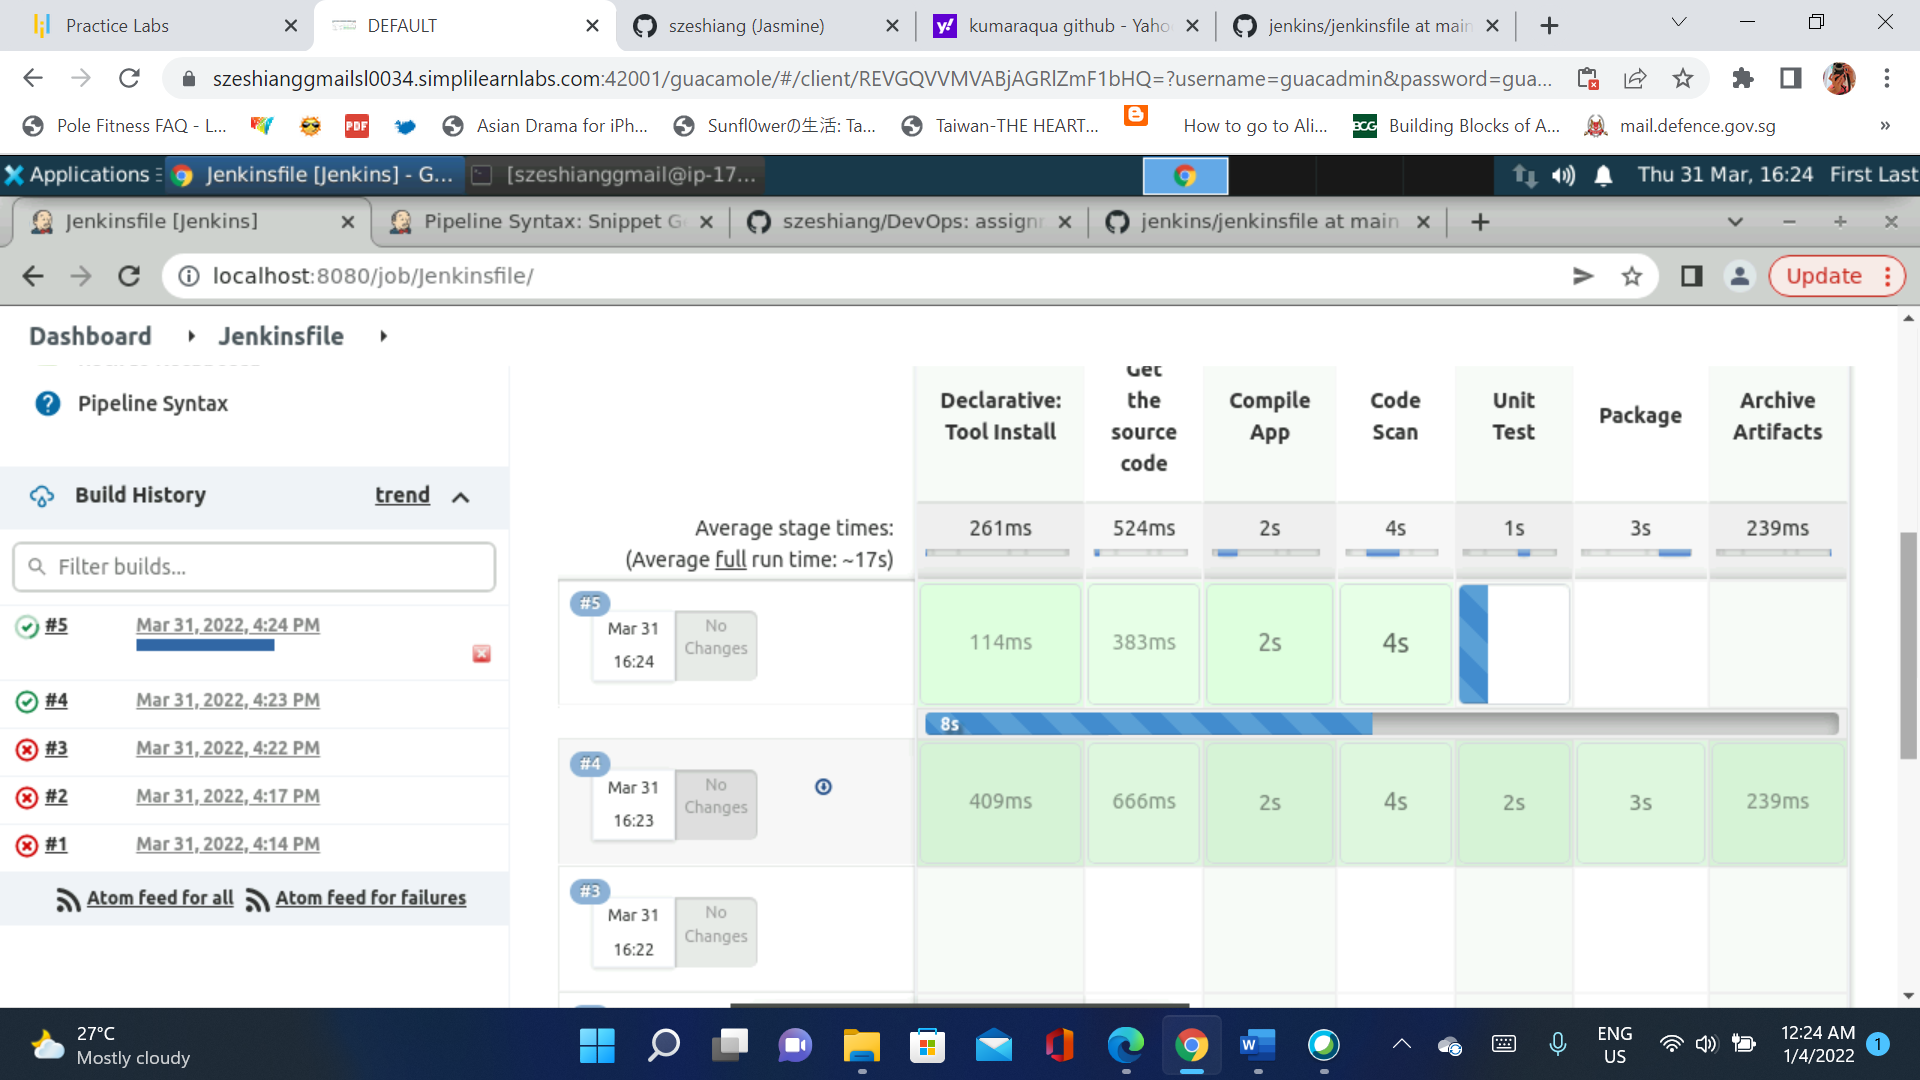 Practice Labs
DEFAULT
szeshiang (Jasmine)
kumaraqua github - Yaho
jenkins/jenkinsfile at main
szeshianggmailsl0034.simplilearnlabs.com:42001/guacamole/#/client/REVGQVVMVABjAGRlZmF1bHQ=?username=guacadmin&password=gua...
Pole Fitness FAQ - L...
PDF
Asian Drama for iPh...
Sunfl0werの生活: Ta...
Taiwan-THE HEART...
How to go to Ali...
BCG
Building Blocks of A...
mail.defence.gov.sg
»
Applications
Jenkinsfile [Jenkins] - G...
[szeshianggmail@ip-17...
Thu 31 Mar, 16:24
First Last
Jenkinsfile [Jenkins]
Pipeline Syntax: Snippet Ge
szeshiang/DevOps: assignm
jenkins/jenkinsfile at main
localhost:8080/job/Jenkinsfile/
Update
Dashboard
Jenkinsfile
Pipeline Syntax
Build History
trend
Filter builds...
#5
Mar 31, 2022, 4:24 PM
#4
Mar 31, 2022, 4:23 PM
#3
Mar 31, 2022, 4:22 PM
#2
Mar 31, 2022, 4:17 PM
#1
Mar 31, 2022, 4:14 PM
Atom feed for all
Atom feed for failures
Declarative:
Tool Install
Get
the
source
code
Compile
App
Code
Scan
Unit
Test
Package
Archive
Artifacts
Average stage times:
(Average full run time: ~17s)
261ms
524ms
2s
4s
1s
3s
239ms
#5
Mar 31
16:24
No
Changes
114ms
383ms
2s
4s
8s
#4
Mar 31
16:23
No
Changes
409ms
666ms
2s
4s
2s
3s
239ms
#3
Mar 31
16:22
No
Changes
27°C
Mostly cloudy
ENG
US
12:24 AM
1/4/2022
1